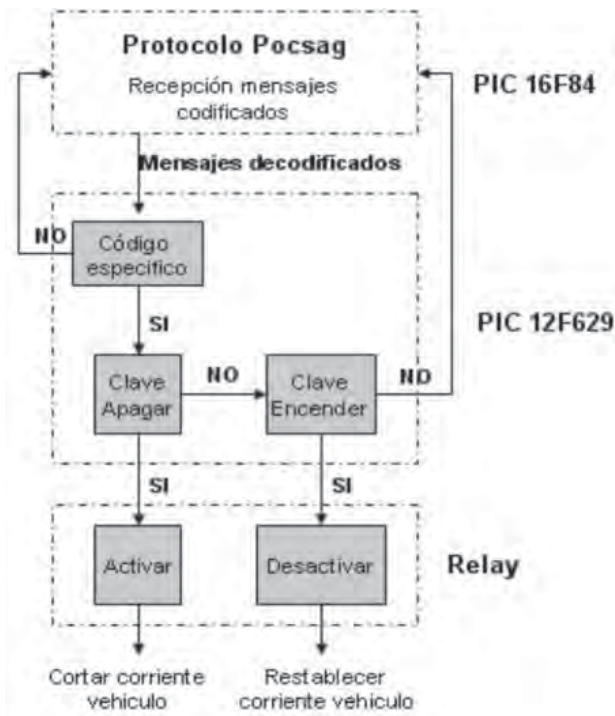 Protocolo Pocsag
Recepción mensajes
codificados
PIC 16F84
Mensajes decodificados
NO
Código
especifico
SI
PIC 12F629
Clave
Apagar
NO
Clave
Encender
NO
SI
SI
Activar
Desactivar
Relay
Cortar corriente
vehiculo
Restablecer
corriente vehiculo